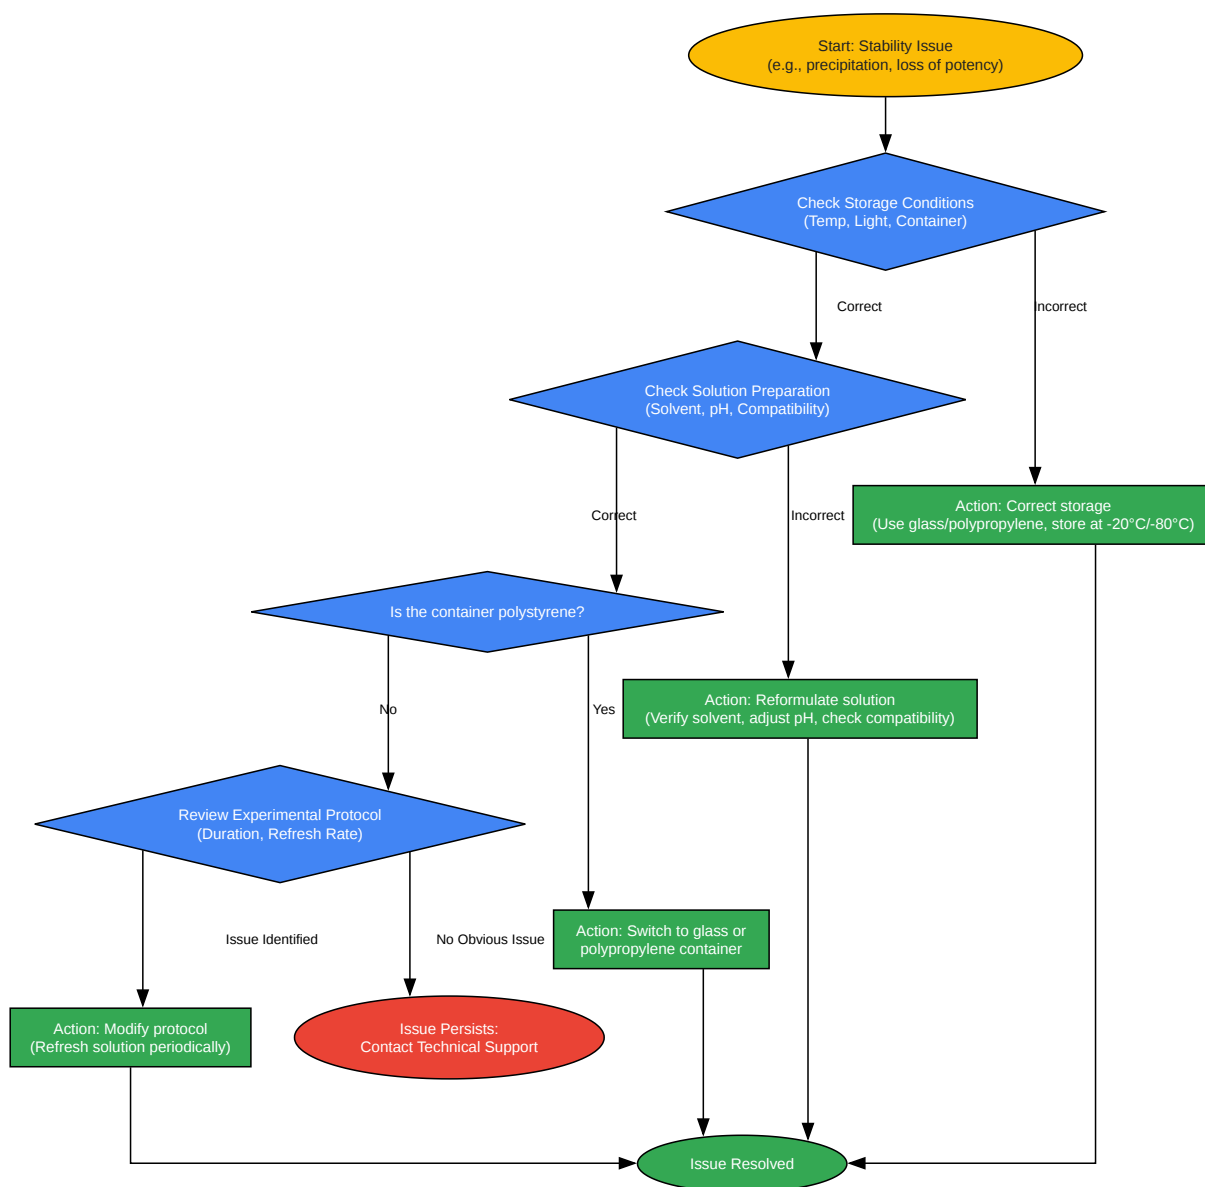 Start: Stability Issue
(e.g., precipitation, loss of potency)
Check Storage Conditions
(Temp, Light, Container)
Correct
Incorrect
Check Solution Preparation
(Solvent, pH, Compatibility)
Correct
Incorrect
Action: Correct storage
(Use glass/polypropylene, store at -20°C/-80°C)
Is the container polystyrene?
No
Yes
Action: Reformulate solution
(Verify solvent, adjust pH, check compatibility)
Review Experimental Protocol
(Duration, Refresh Rate)
Issue Identified
No Obvious Issue
Action: Switch to glass or
polypropylene container
Action: Modify protocol
(Refresh solution periodically)
Issue Persists:
Contact Technical Support
Issue Resolved